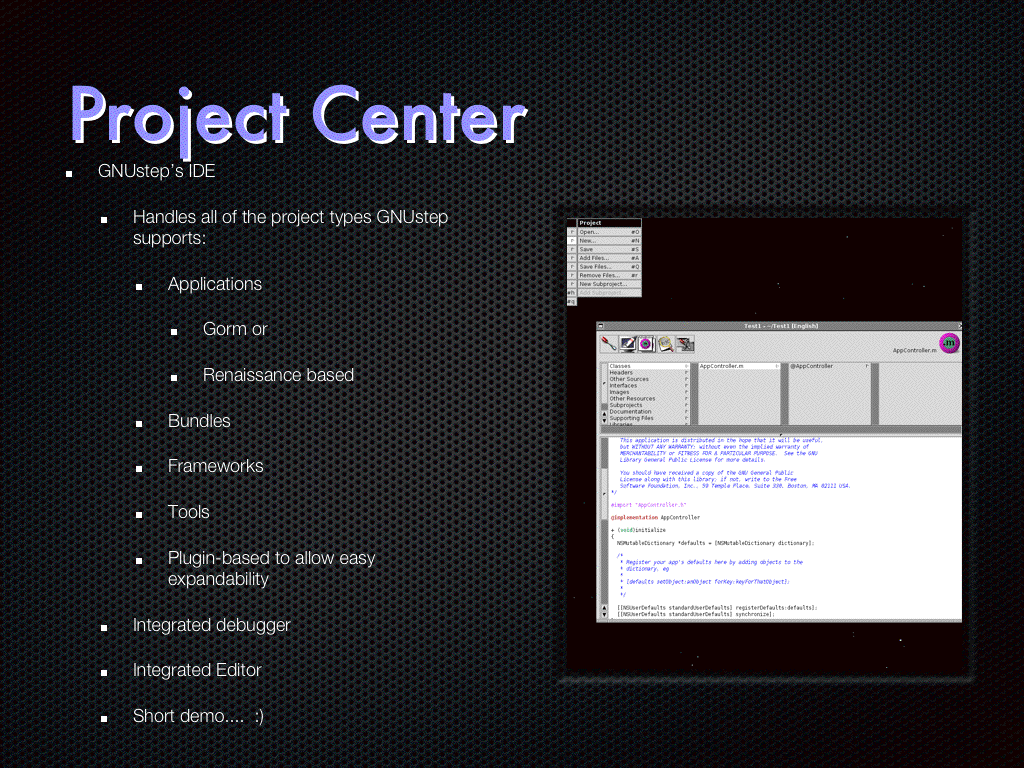 Project Center
GNUstep's IDE
Handles all of the project types GNUstep
supports:
Applications
Gorm or
Renaissance based
Bundles
Frameworks
Tools
Plugin-based to allow easy
expandability
Integrated debugger
Integrated Editor
Short demo.... :)
Project
Open... #O
New... #N
Save #S
Add Files... #A
Save Files... #Q
Remove Files... #r
New Subproject...
#h Add Subproject...
#q
Test1 - ~/Test1 [English]
AppController.m
.m
Classes
Headers
Other Sources
Interfaces
Images
Other Resources
Subprojects
Documentation
Supporting Files
Libraries
AppController.m
@AppController
This application is distributed in the hope that it will be useful,
but WITHOUT ANY WARRANTY; without even the implied warranty of
MERCHANTABILITY or FITNESS FOR A PARTICULAR PURPOSE. See the GNU
Library General Public License for more details.
You should have received a copy of the GNU General Public
License along with this library; if not, write to the Free
Software Foundation, Inc., 59 Temple Place, Suite 330, Boston, MA 02111 USA.
*/
#import "AppController.h"
@implementation AppController
+ (void)initialize
{
NSMutableDictionary *defaults = [NSMutableDictionary dictionary];
/*
* Register your app's defaults here by adding objects to the
* dictionary, eg
*
* [defaults setObject:anObject forKey:keyForThatObject];
*
*/
[[NSUserDefaults standardUserDefaults] registerDefaults:defaults];
[[NSUserDefaults standardUserDefaults] synchronize];